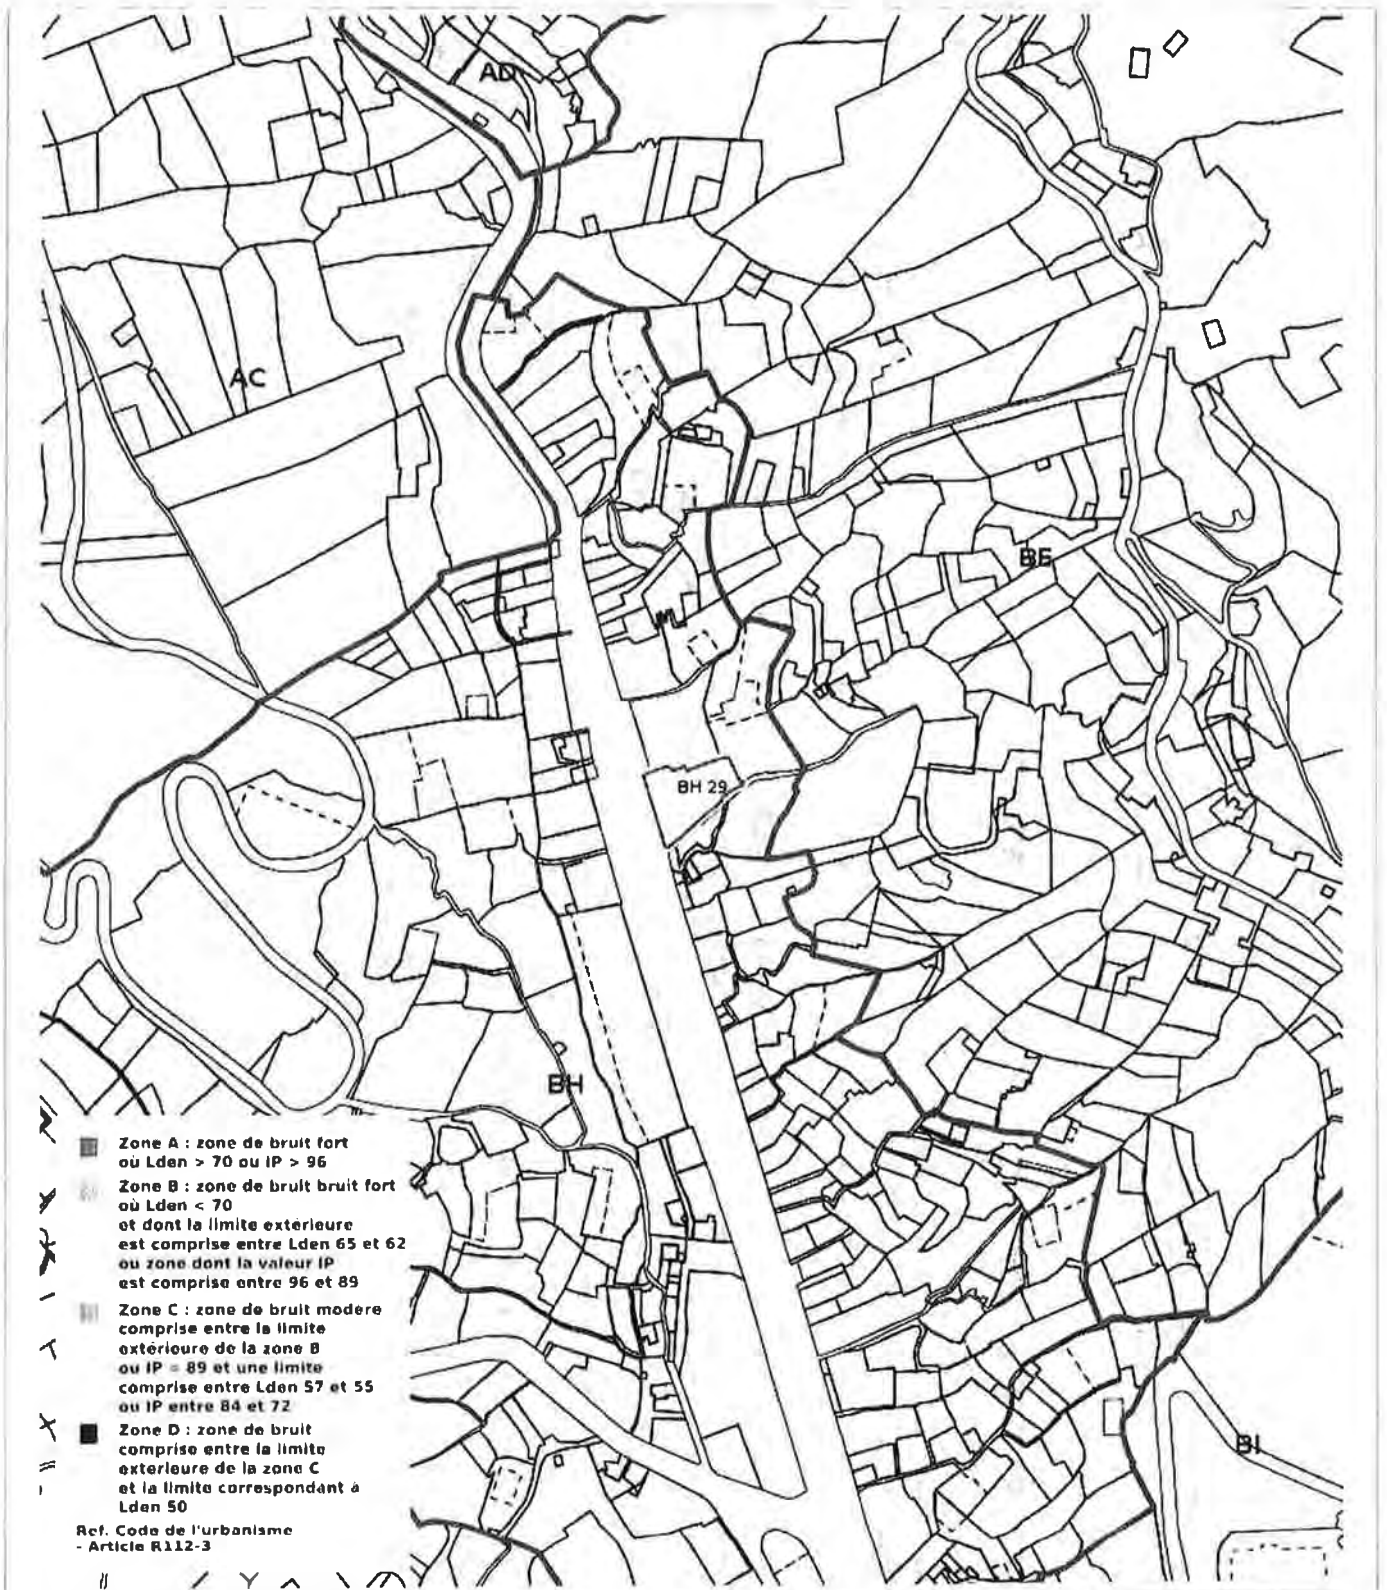 AD
AC
BE
BH 29
BH
Zone A : zone de bruit fort
où Lden > 70 ou IP > 96
Zone B : zone de bruit bruit fort
où Lden < 70
et dont la limite extérieure
est comprise entre Lden 65 et 62
ou zone dont la valeur IP
est comprise entre 96 et 89
Zone C : zone de bruit modère
comprise entre la limite
extérieure de la zone B
ou IP = 89 et une limite
comprise entre Lden 57 et 55
ou IP entre 84 et 72
Zone D : zone de bruit
comprise entre la limite
exterieure de la zone C
et la limite correspondant à
Lden 50
Ref. Code de l'urbanisme
- Article R112-3
BI